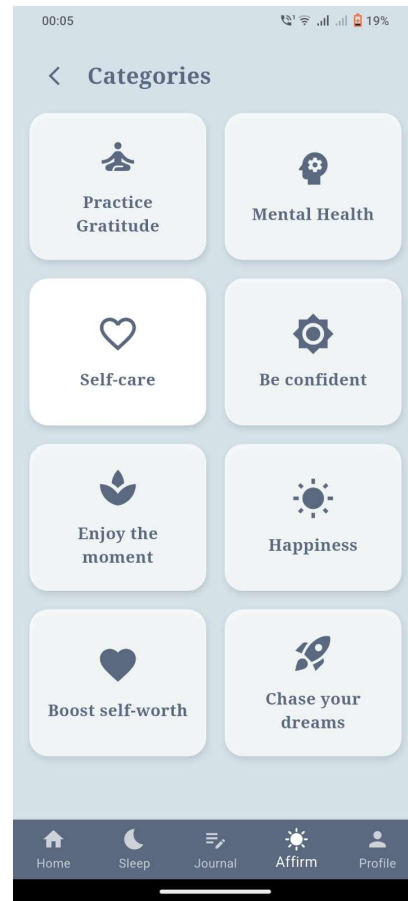 00:05
19%
Categories
Practice
Gratitude
Mental Health
Self-care
Be confident
Enjoy the
moment
Happiness
Boost self-worth
Chase your
dreams
Home
Sleep
Journal
Affirm
Profile